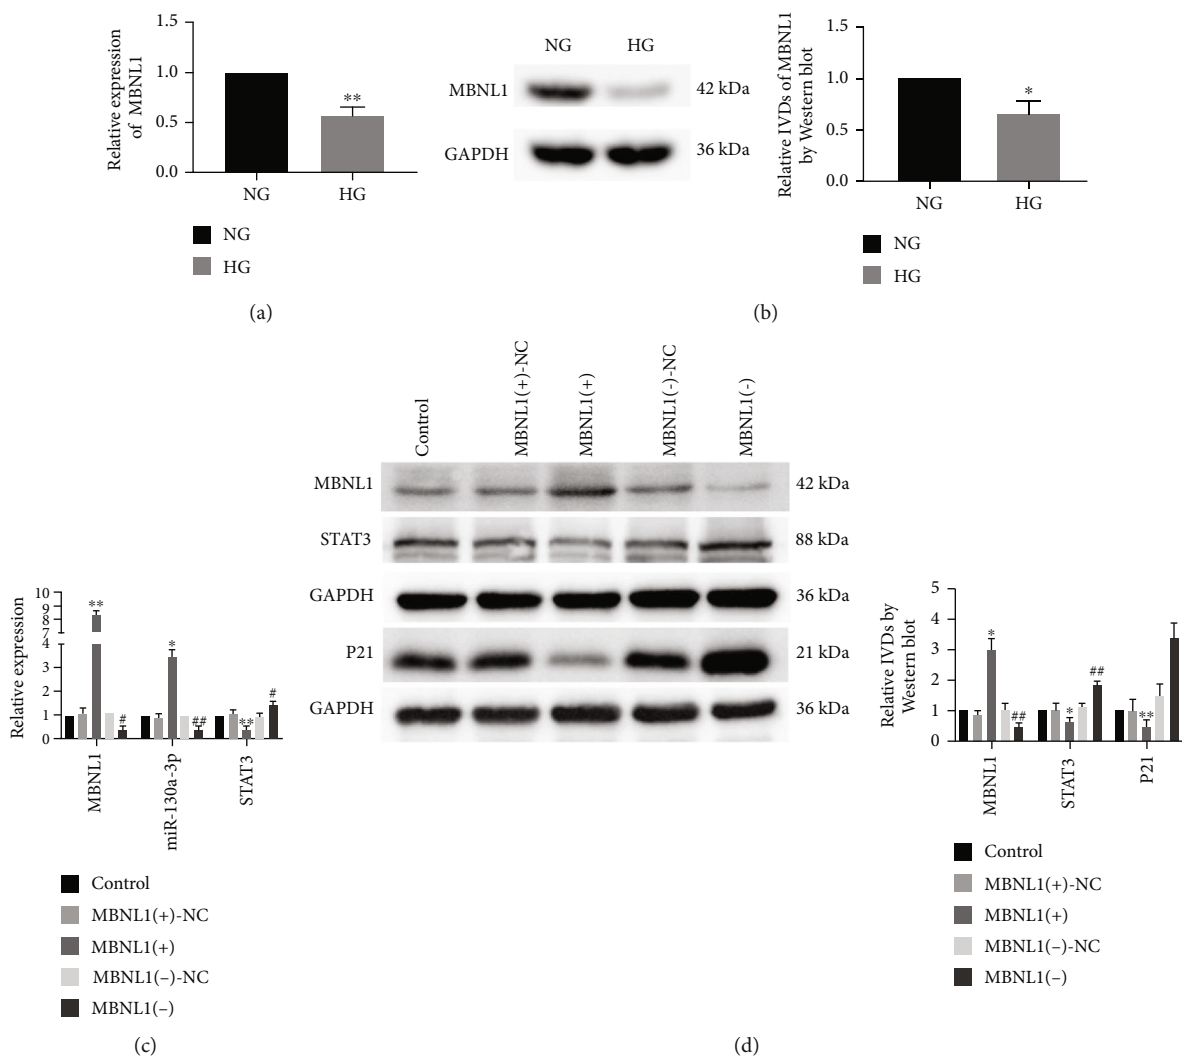 Relative expression
of MBNL1
1.5
1.0
0.5
0.0
**
NG
HG
NG
HG
(a)
NG
HG
MBNL1
42 kDa
GAPDH
36 kDa
Relative IVDs of MBNL1
by Western blot
1.5
1.0
0.5
0.0
*
NG
HG
NG
HG
(b)
Relative expression
10
9
8
7
4
3
2
1
0
**
#
*
##
**
#
MBNL1
miR-130a-3p
STAT3
Control
MBNL1(+)-NC
MBNL1(+)
MBNL1(–)-NC
MBNL1(–)
(c)
Control
MBNL1(+)-NC
MBNL1(+)
MBNL1(-)-NC
MBNL1(-)
MBNL1
42 kDa
STAT3
88 kDa
GAPDH
36 kDa
P21
21 kDa
GAPDH
36 kDa
Relative IVDs by
Western blot
5
4
3
2
1
0
*
##
*
##
**
MBNL1
STAT3
P21
Control
MBNL1(+)-NC
MBNL1(+)
MBNL1(–)-NC
MBNL1(–)
(d)